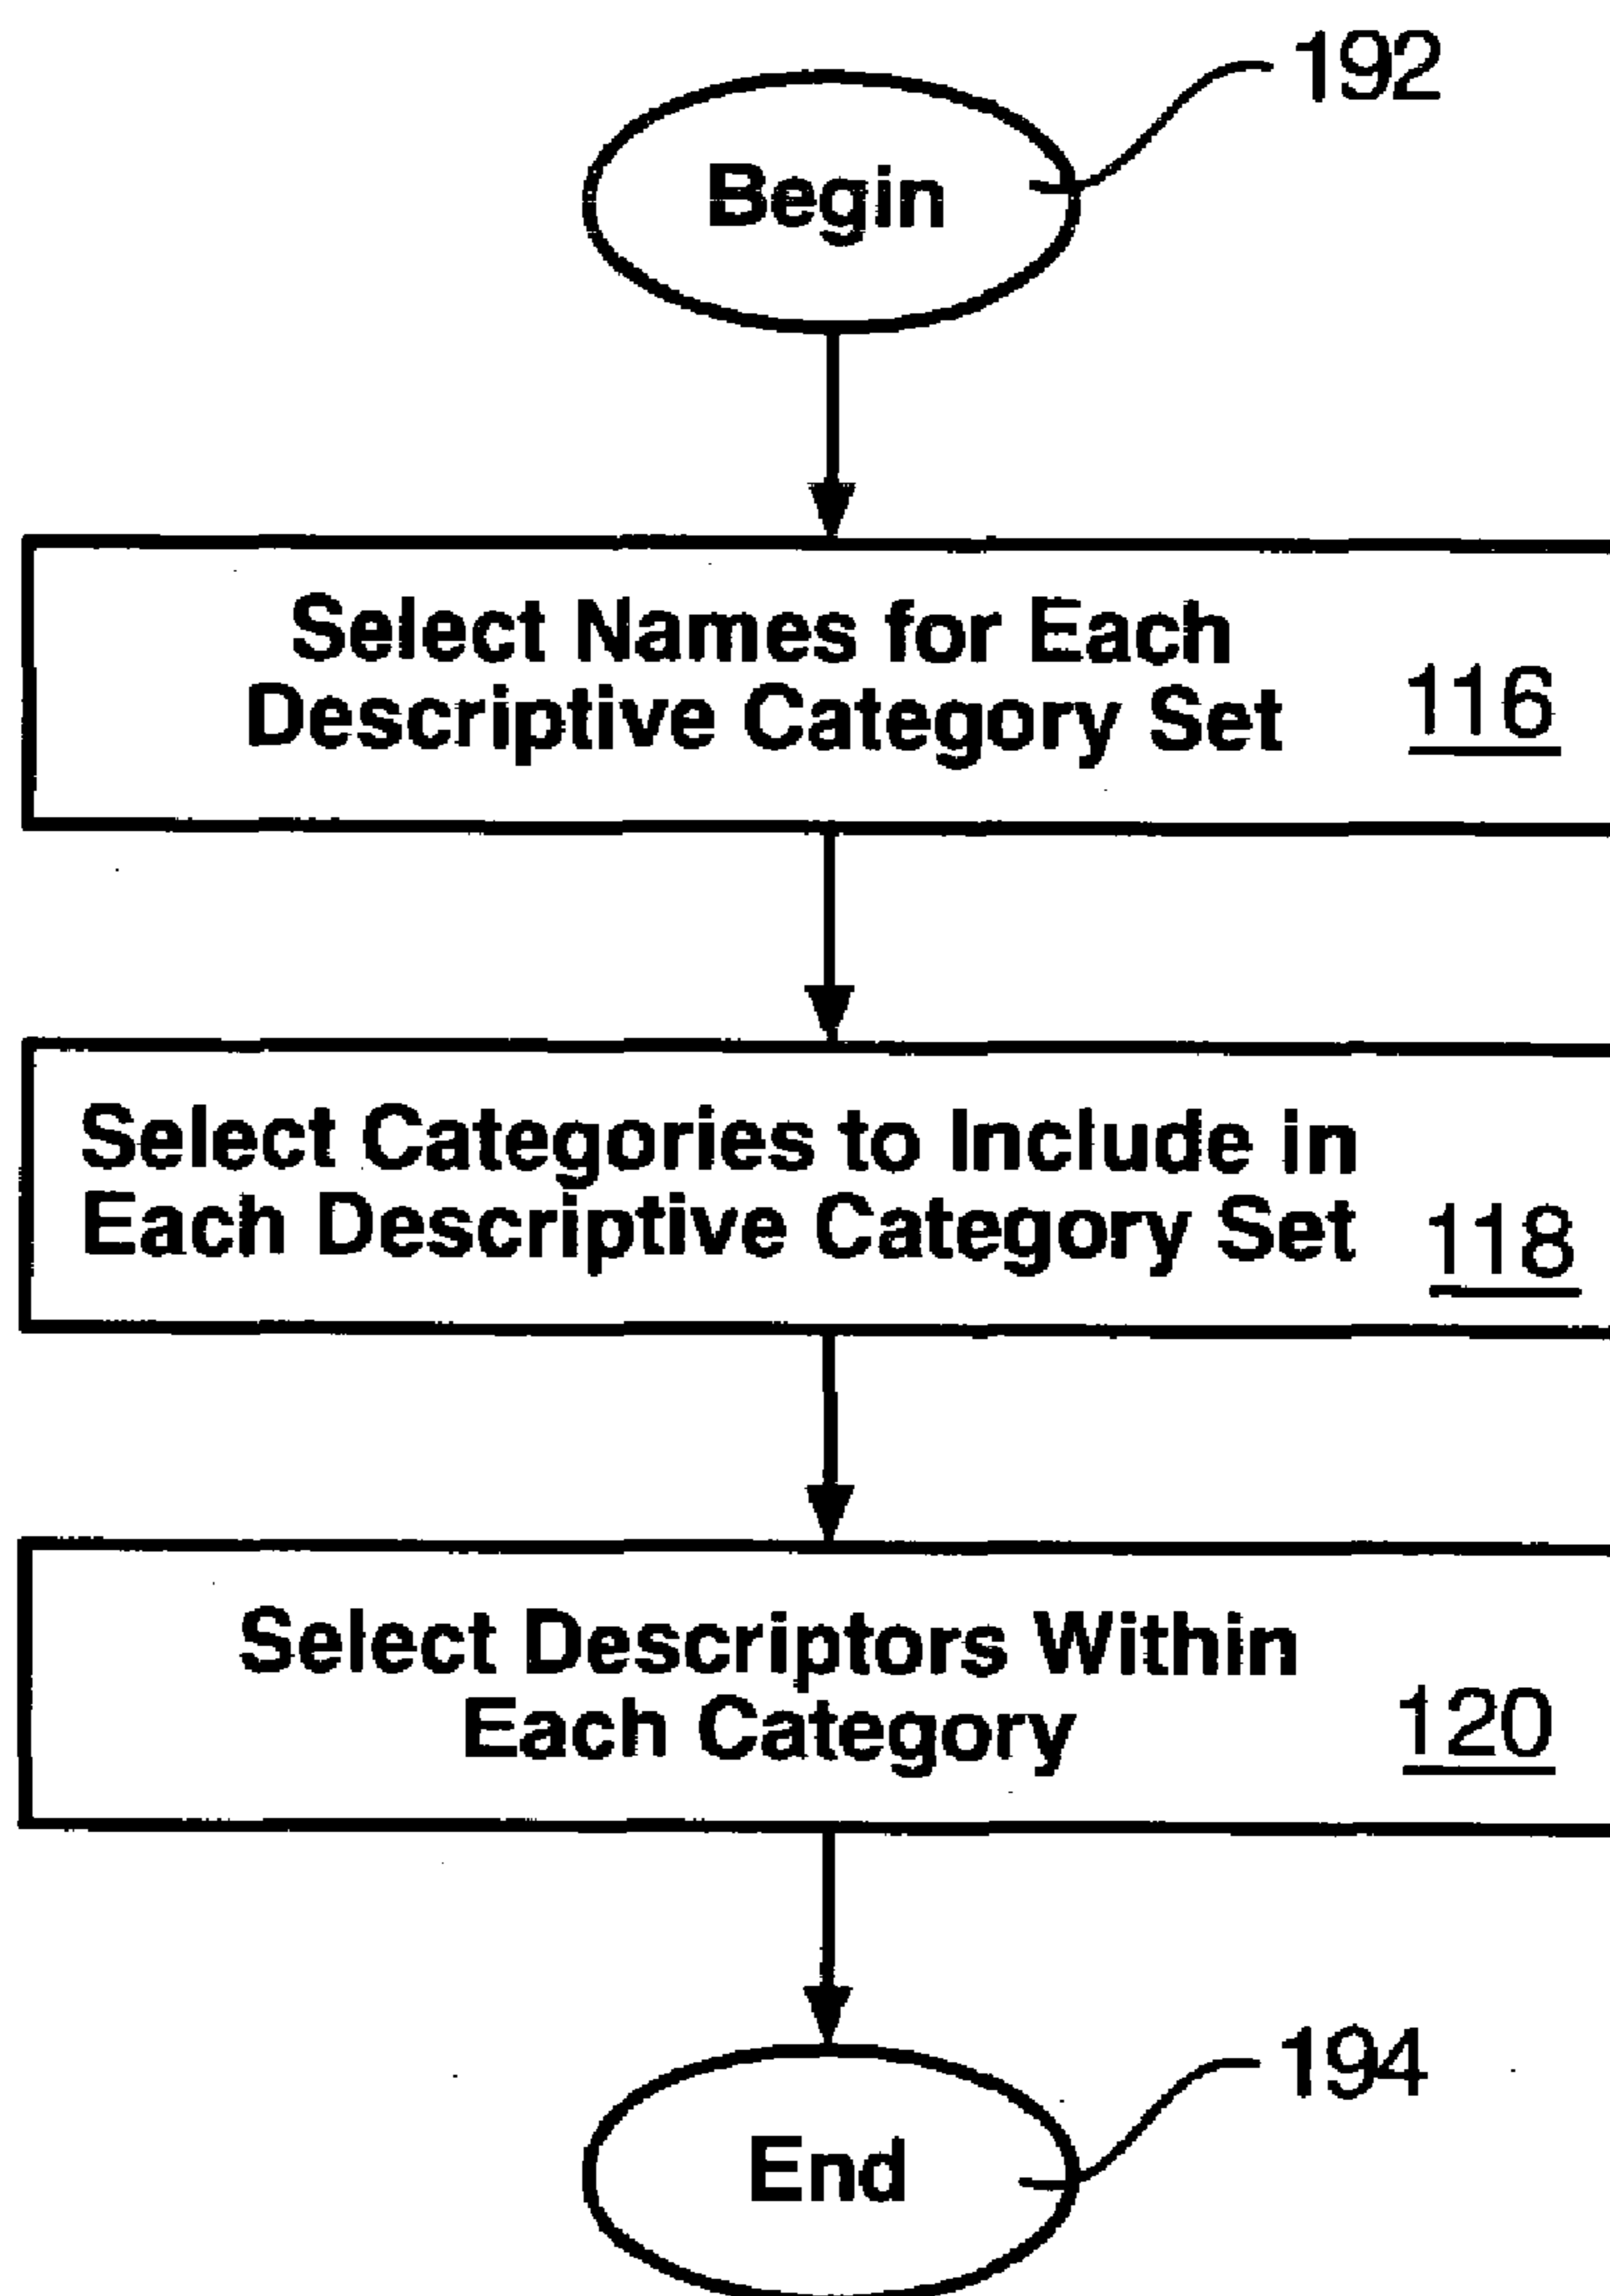 192
Begin
Select Names for Each
Descriptive Category Set
116
Select Categories to Include in
Each Descriptive Category Set
118
Select Descriptors Within
Each Category
120
194
End